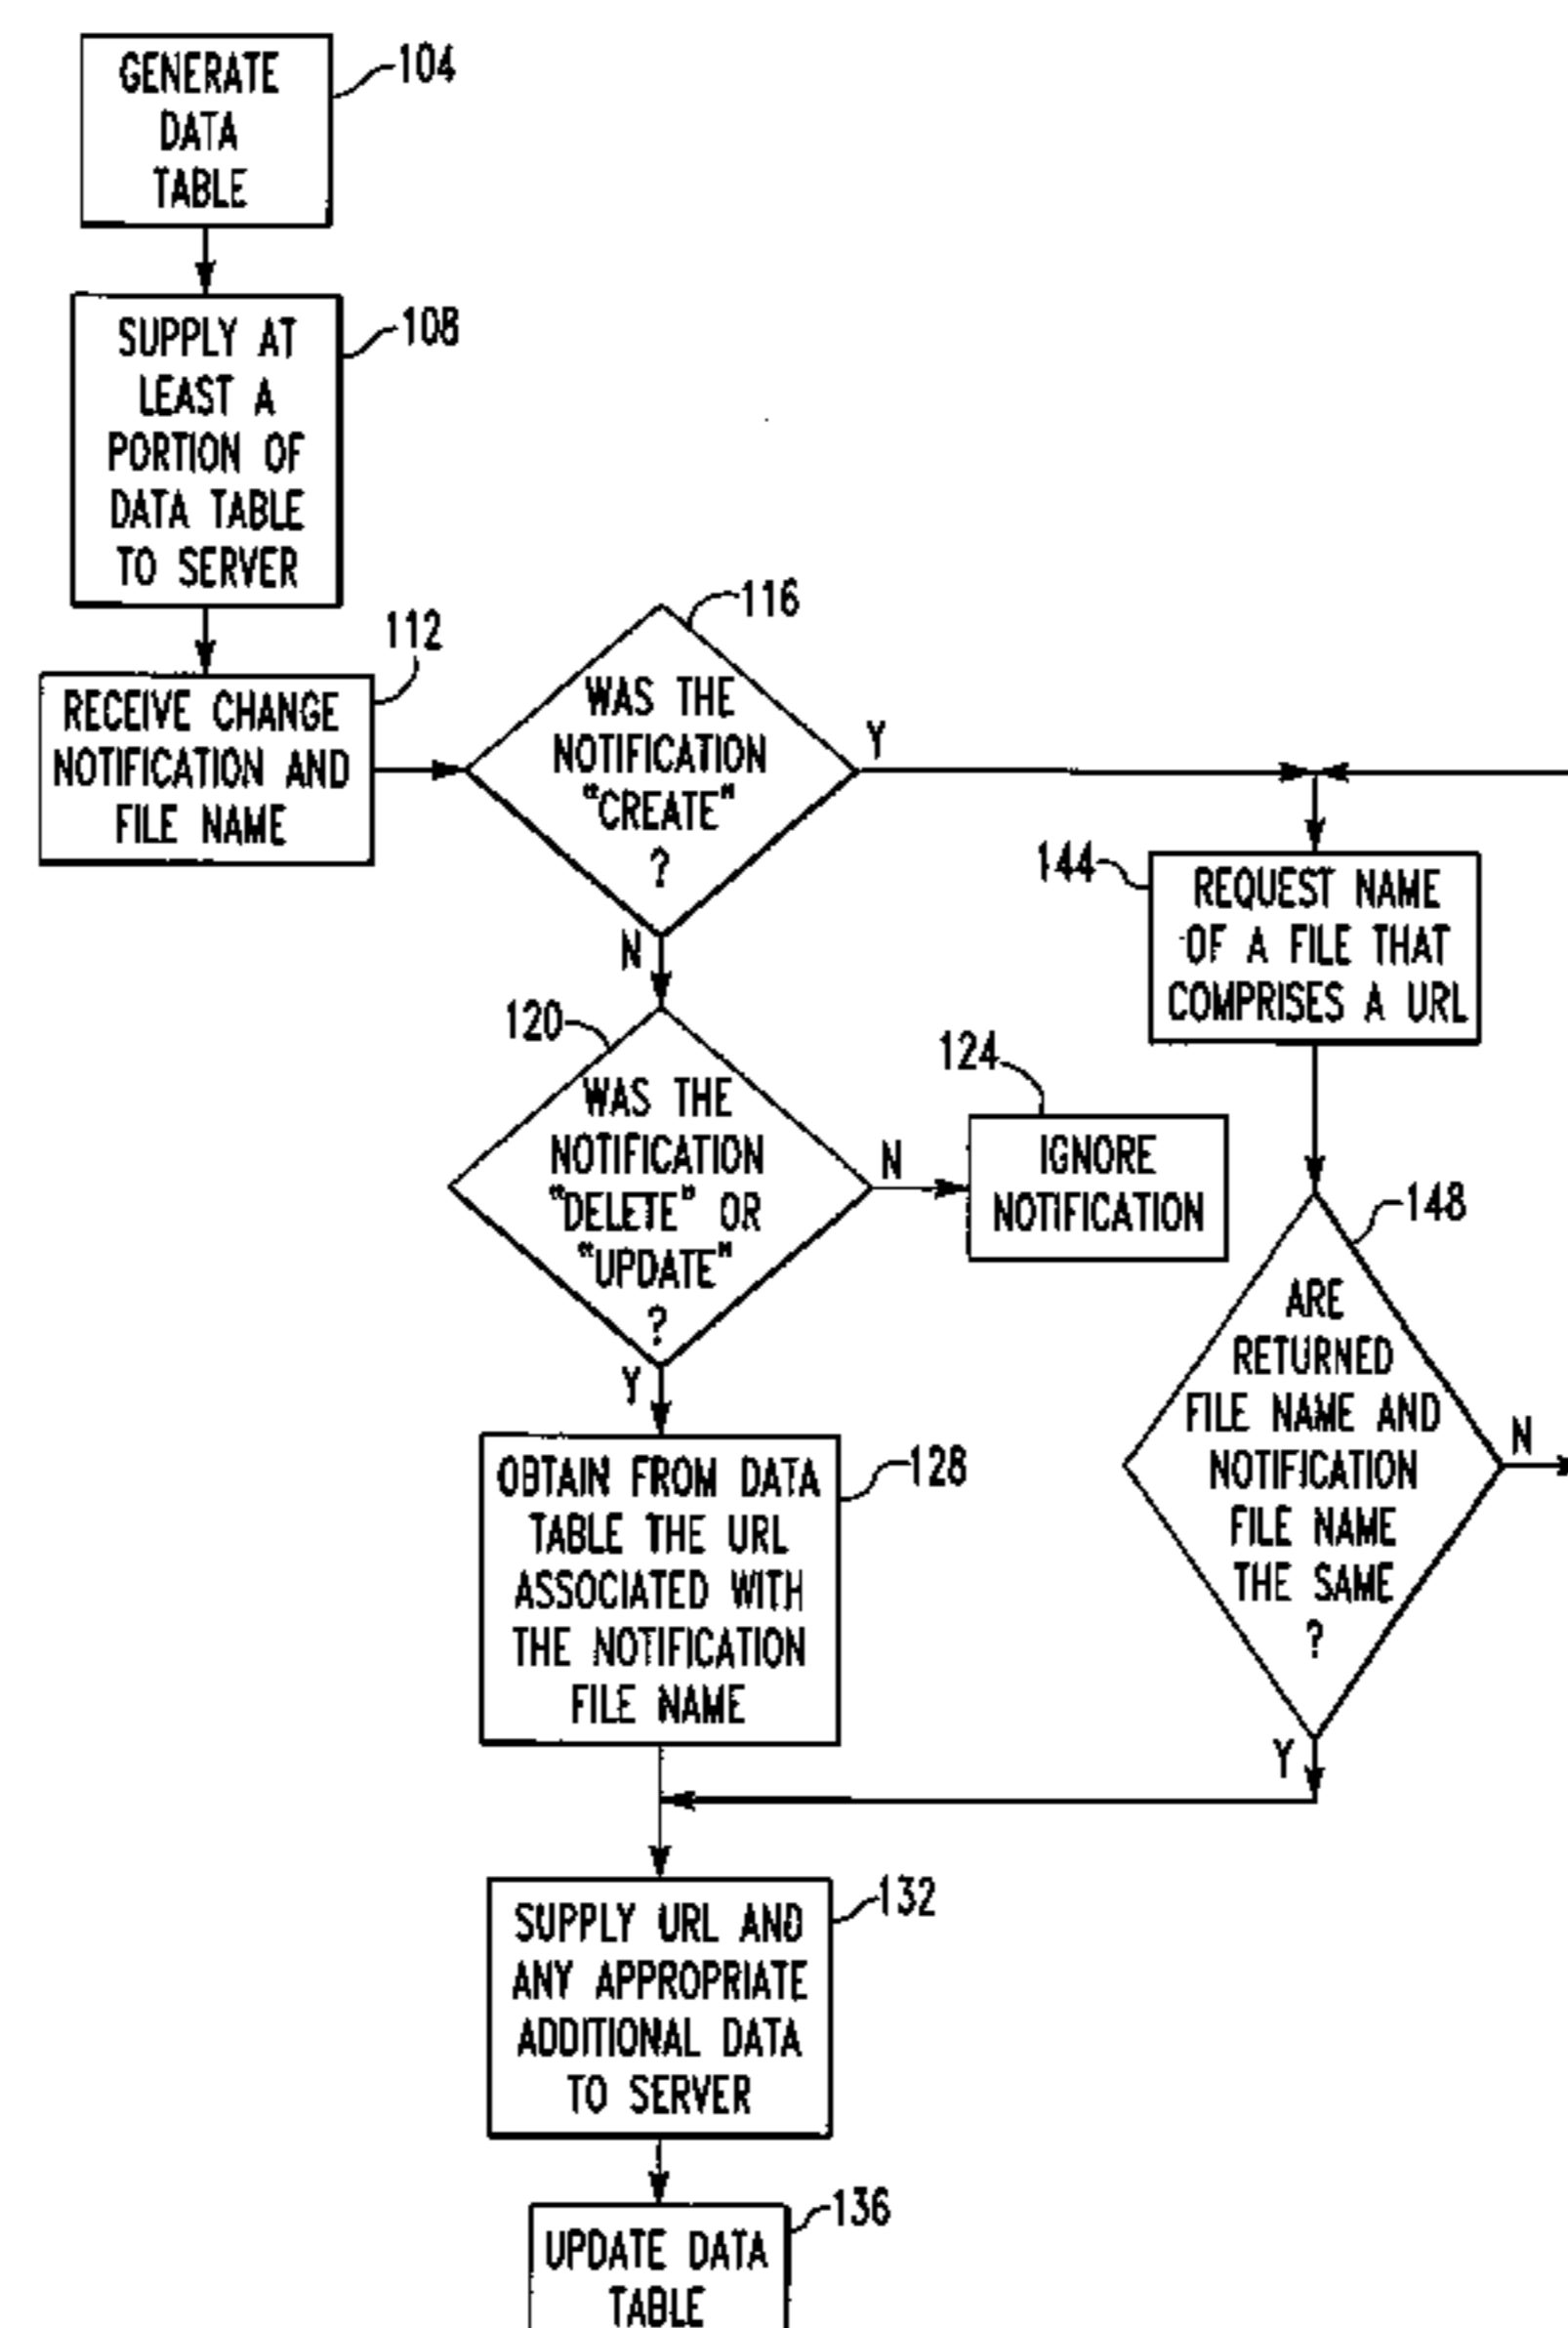 GENERATE
DATA
TABLE
104
SUPPLY AT
LEAST A
PORTION OF
DATA TABLE
TO SERVER
108
RECEIVE CHANGE
NOTIFICATION AND
FILE NAME
112
WAS THE
NOTIFICATION
"CREATE"
?
116
Y
N
144
REQUEST NAME
OF A FILE THAT
COMPRISES A URL
120
WAS THE
NOTIFICATION
"DELETE" OR
"UPDATE"
?
N
Y
124
IGNORE
NOTIFICATION
148
ARE
RETURNED
FILE NAME AND
NOTIFICATION
FILE NAME
THE SAME
?
N
Y
OBTAIN FROM DATA
TABLE THE URL
ASSOCIATED WITH
THE NOTIFICATION
FILE NAME
128
SUPPLY URL AND
ANY APPROPRIATE
ADDITIONAL DATA
TO SERVER
132
UPDATE DATA
TABLE
136